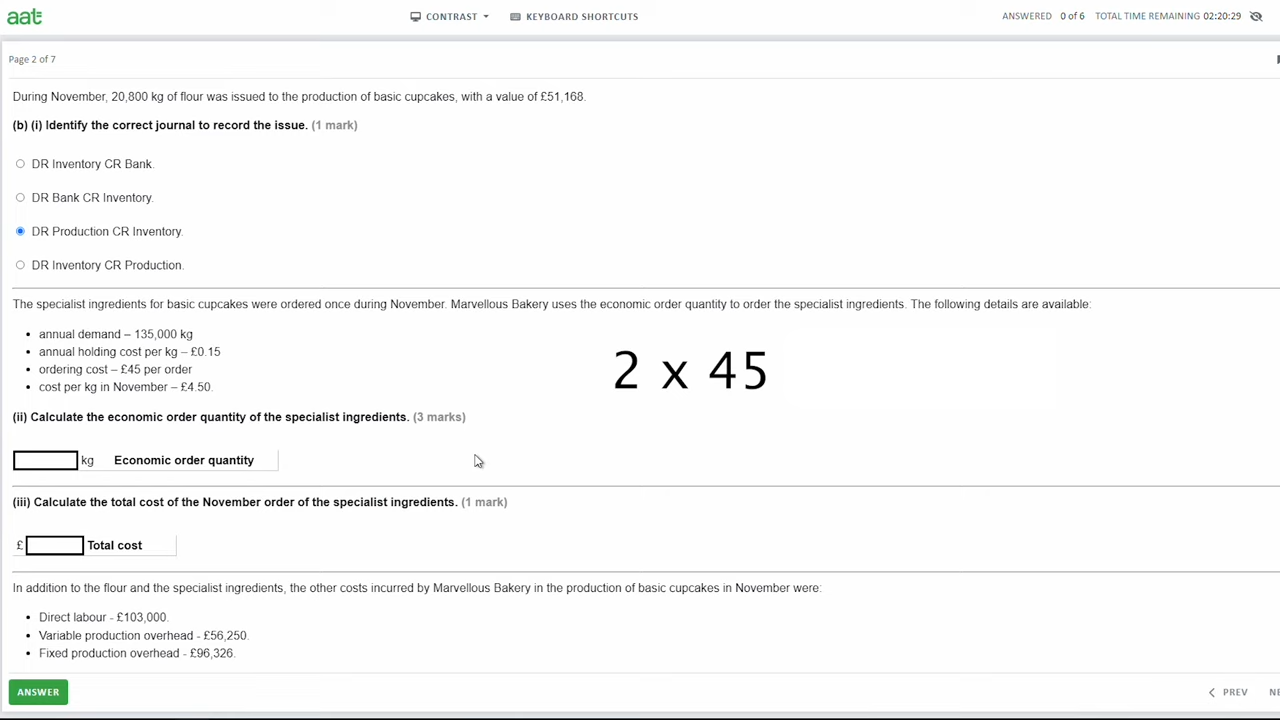 aat
CONTRAST
KEYBOARD SHORTCUTS
ANSWERED 0 of 6 TOTAL TIME REMAINING 02:20:29
Page 2 of 7
During November, 20,800 kg of flour was issued to the production of basic cupcakes, with a value of £51,168.
(b) (i) Identify the correct journal to record the issue. (1 mark)
DR Inventory CR Bank.
DR Bank CR Inventory.
DR Production CR Inventory.
DR Inventory CR Production.
The specialist ingredients for basic cupcakes were ordered once during November. Marvellous Bakery uses the economic order quantity to order the specialist ingredients. The following details are available:
• annual demand – 135,000 kg
• annual holding cost per kg – £0.15
• ordering cost – £45 per order
• cost per kg in November – £4.50.
2 x 45
(ii) Calculate the economic order quantity of the specialist ingredients. (3 marks)
kg Economic order quantity
(iii) Calculate the total cost of the November order of the specialist ingredients. (1 mark)
£ Total cost
In addition to the flour and the specialist ingredients, the other costs incurred by Marvellous Bakery in the production of basic cupcakes in November were:
• Direct labour - £103,000.
• Variable production overhead - £56,250.
• Fixed production overhead - £96,326.
ANSWER
PREV
NE